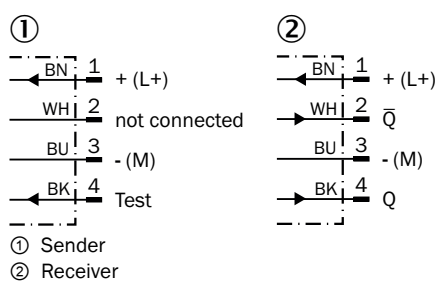 ① ②
BN 1 + (L+) BN 1 + (L+)
WH 2 not connected WH 2 Q̅
BU 3 - (M) BU 3 - (M)
BK 4 Test BK 4 Q
① Sender
② Receiver